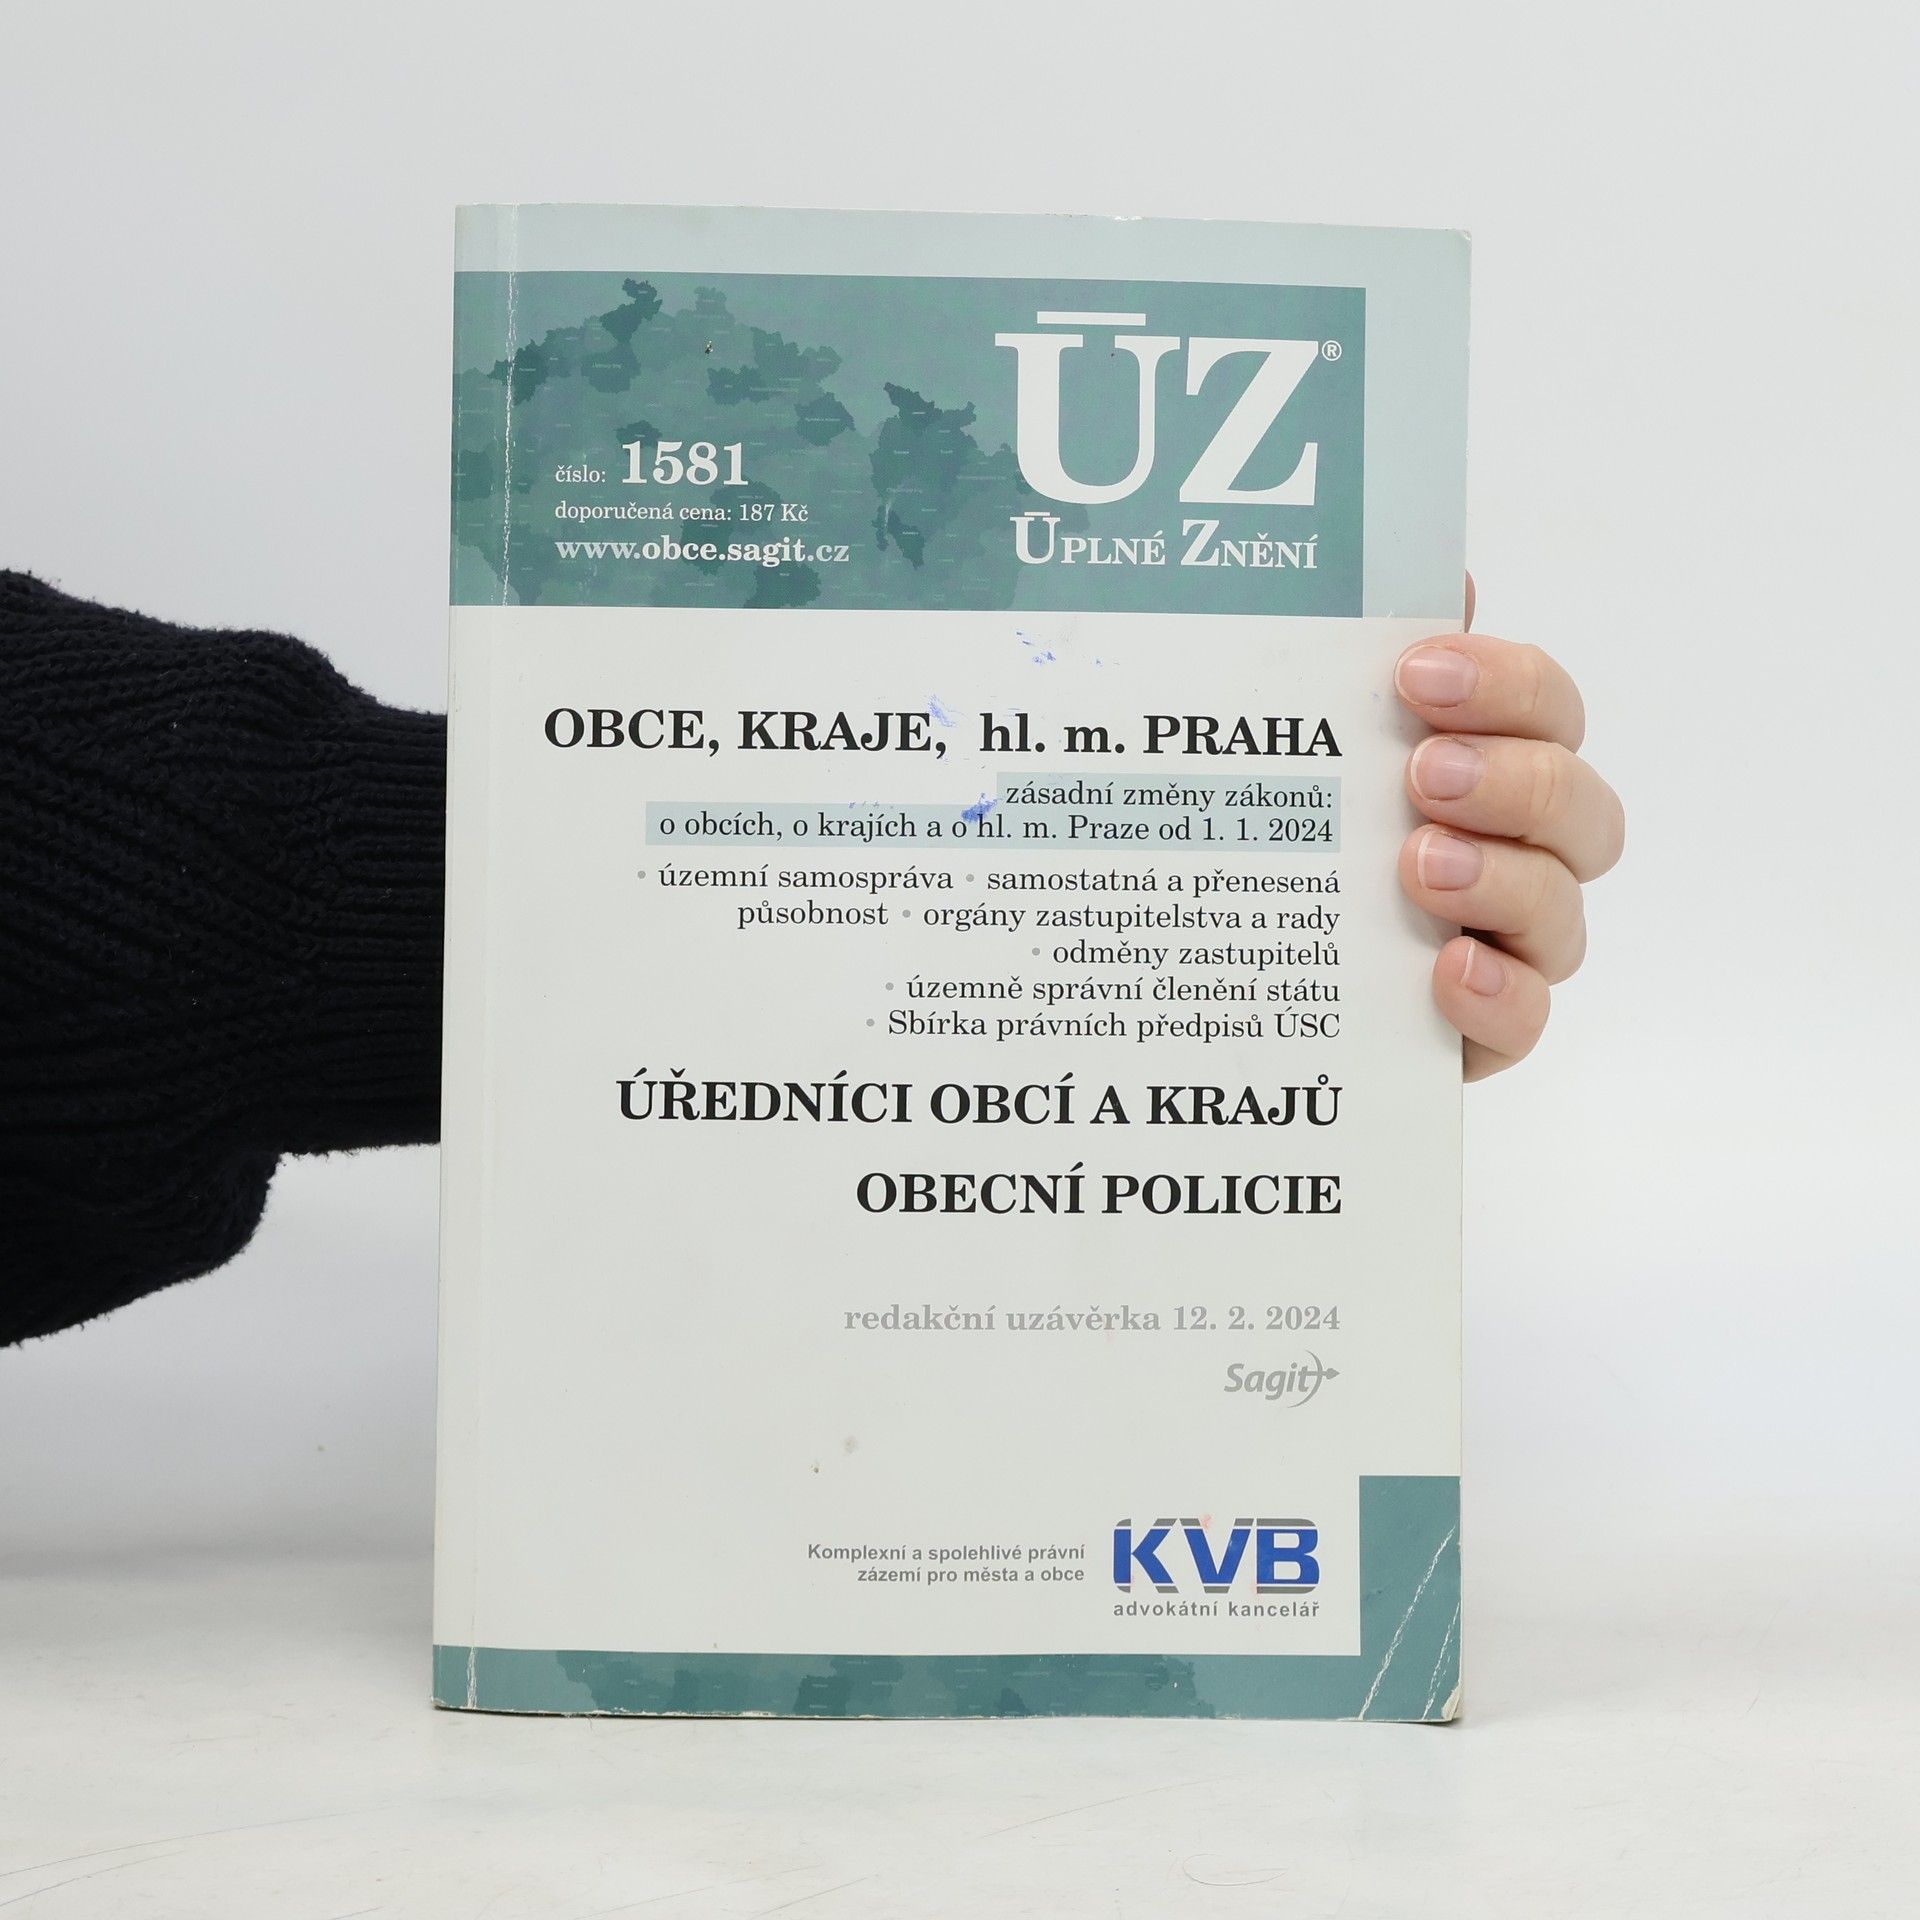 ÚZ®
ÚPLNÉ ZNĚNÍ
číslo: 1581
doporučená cena: 187 Kč
www.obce.sagit.cz
OBCE, KRAJE, hl. m. PRAHA
zásadní změny zákonů:
o obcích, o krajích a o hl. m. Praze od 1. 1. 2024
• územní samospráva • samostatná a přenesená
působnost • orgány zastupitelstva a rady
• odměny zastupitelů
• územně správní členění státu
• Sbírka právních předpisů ÚSC
ÚŘEDNÍCI OBCÍ A KRAJŮ
OBECNÍ POLICIE
redakční uzávěrka 12. 2. 2024
Sagit
Komplexní a spolehlivé právní
zázemí pro města a obce
KVB
advokátní kancelář